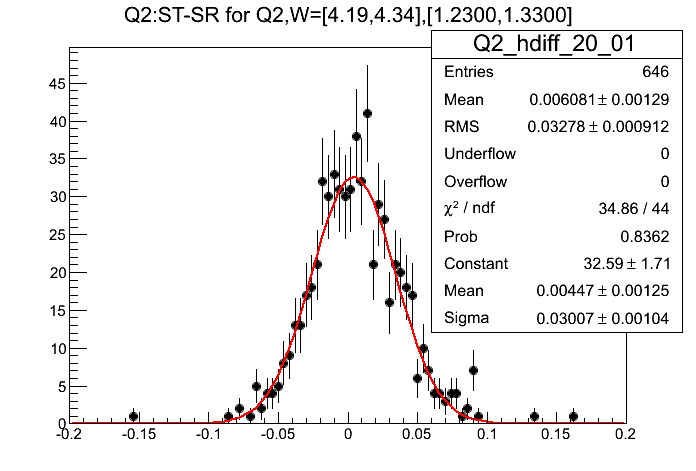 Q2:ST-SR for Q2,W=[4.19,4.34],[1.2300,1.3300]
Q2_hdiff_20_01
Entries 646
Mean 0.006081 ± 0.00129
RMS 0.03278 ± 0.000912
Underflow 0
Overflow 0
χ² / ndf 34.86 / 44
Prob 0.8362
Constant 32.59 ± 1.71
Mean 0.00447 ± 0.00125
Sigma 0.03007 ± 0.00104
45
40
35
30
25
20
15
10
5
0
-0.2 -0.15 -0.1 -0.05 0 0.05 0.1 0.15 0.2